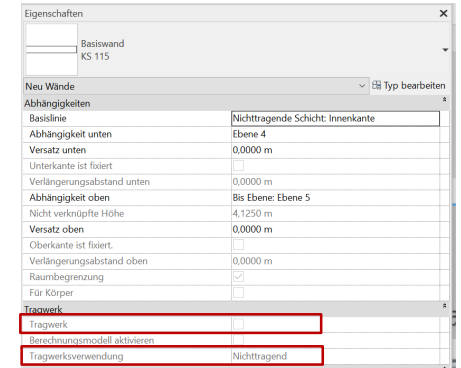 Eigenschaften
Basiswand
KS 115
Neu Wände Typ bearbeiten
Abhängigkeiten
Basislinie Nichttragende Schicht: Innenkante
Abhängigkeit unten Ebene 4
Versatz unten 0,0000 m
Unterkante ist fixiert
Verlängerungsabstand unten 0,0000 m
Abhängigkeit oben Bis Ebene: Ebene 5
Nicht verknüpfte Höhe 4,1250 m
Versatz oben 0,0000 m
Oberkante ist fixiert.
Verlängerungsabstand oben 0,0000 m
Raumbegrenzung
Für Körper
Tragwerk
Tragwerk
Berechnungsmodell aktivieren
Tragwerksverwendung Nichttragend